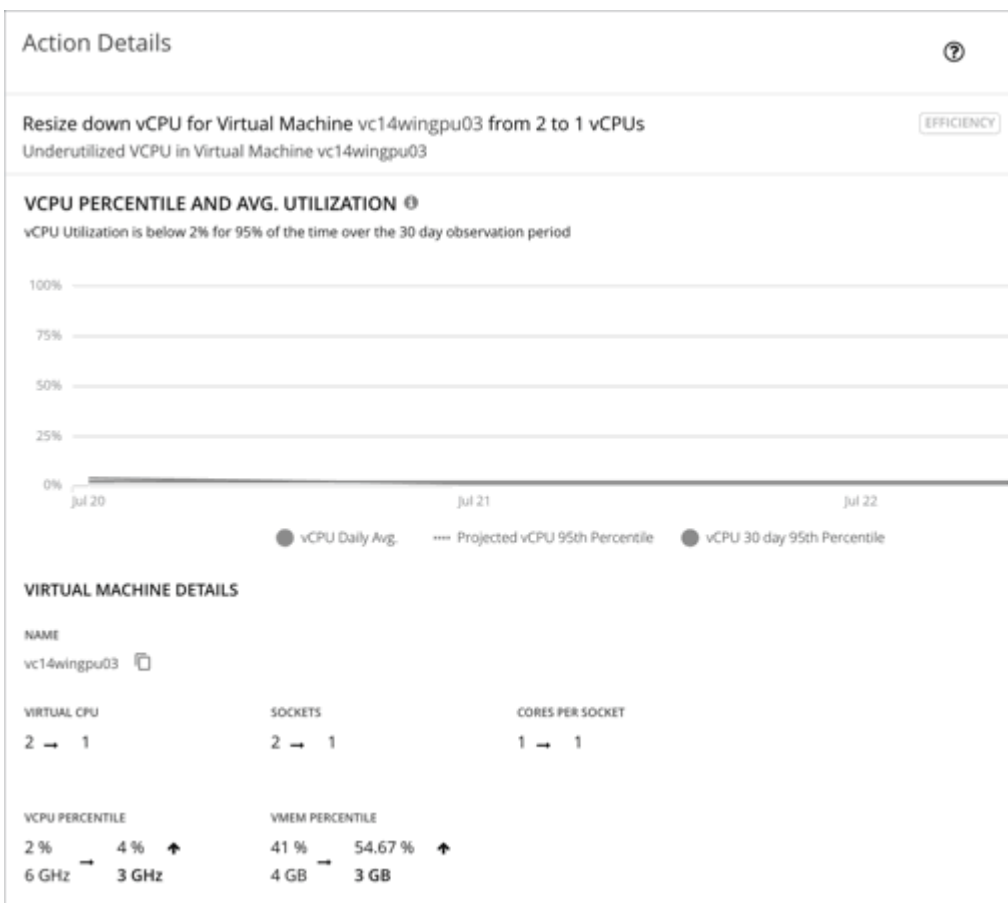 Action Details
?
Resize down vCPU for Virtual Machine vc14wingpu03 from 2 to 1 vCPUs
EFFICIENCY
Underutilized VCPU in Virtual Machine vc14wingpu03
VCPU PERCENTILE AND AVG. UTILIZATION
vCPU Utilization is below 2% for 95% of the time over the 30 day observation period
100%
75%
50%
25%
0%
Jul 20 Jul 21 Jul 22
vCPU Daily Avg. Projected vCPU 95th Percentile vCPU 30 day 95th Percentile
VIRTUAL MACHINE DETAILS
NAME
vc14wingpu03
VIRTUAL CPU SOCKETS CORES PER SOCKET
2 → 1 2 → 1 1 → 1
VCPU PERCENTILE VMEM PERCENTILE
2 % → 4 % ↑ 41 % → 54.67 % ↑
6 GHz 3 GHz 4 GB 3 GB